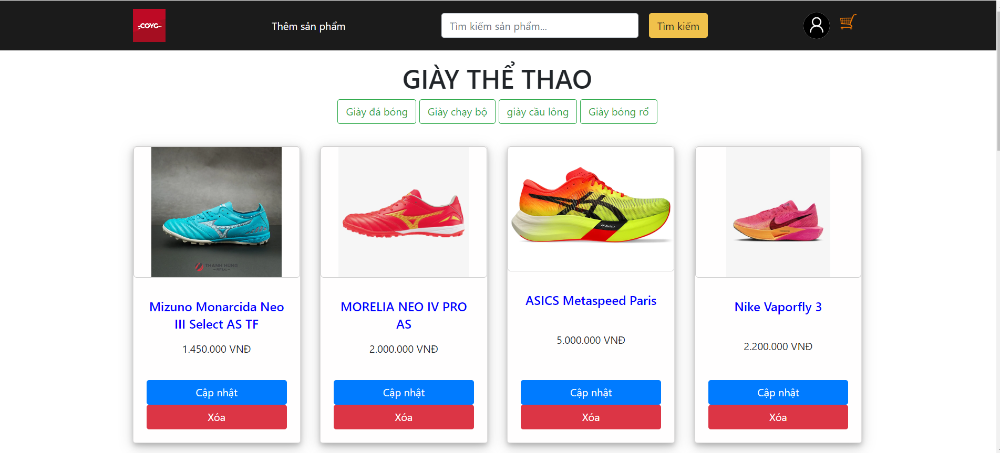 COYG
Thêm sản phẩm
Tìm kiếm sản phẩm...
Tìm kiếm
GIÀY THỂ THAO
Giày đá bóng
Giày chạy bộ
giày cầu lông
Giày bóng rổ
THANH HÙNG
FUTSAL
Mizuno Monarcida Neo
III Select AS TF
1.450.000 VNĐ
Cập nhật
Xóa
MORELIA NEO IV PRO
AS
2.000.000 VNĐ
Cập nhật
Xóa
FF Turbo+
ASICS Metaspeed Paris
5.000.000 VNĐ
Cập nhật
Xóa
Nike Vaporfly 3
2.200.000 VNĐ
Cập nhật
Xóa